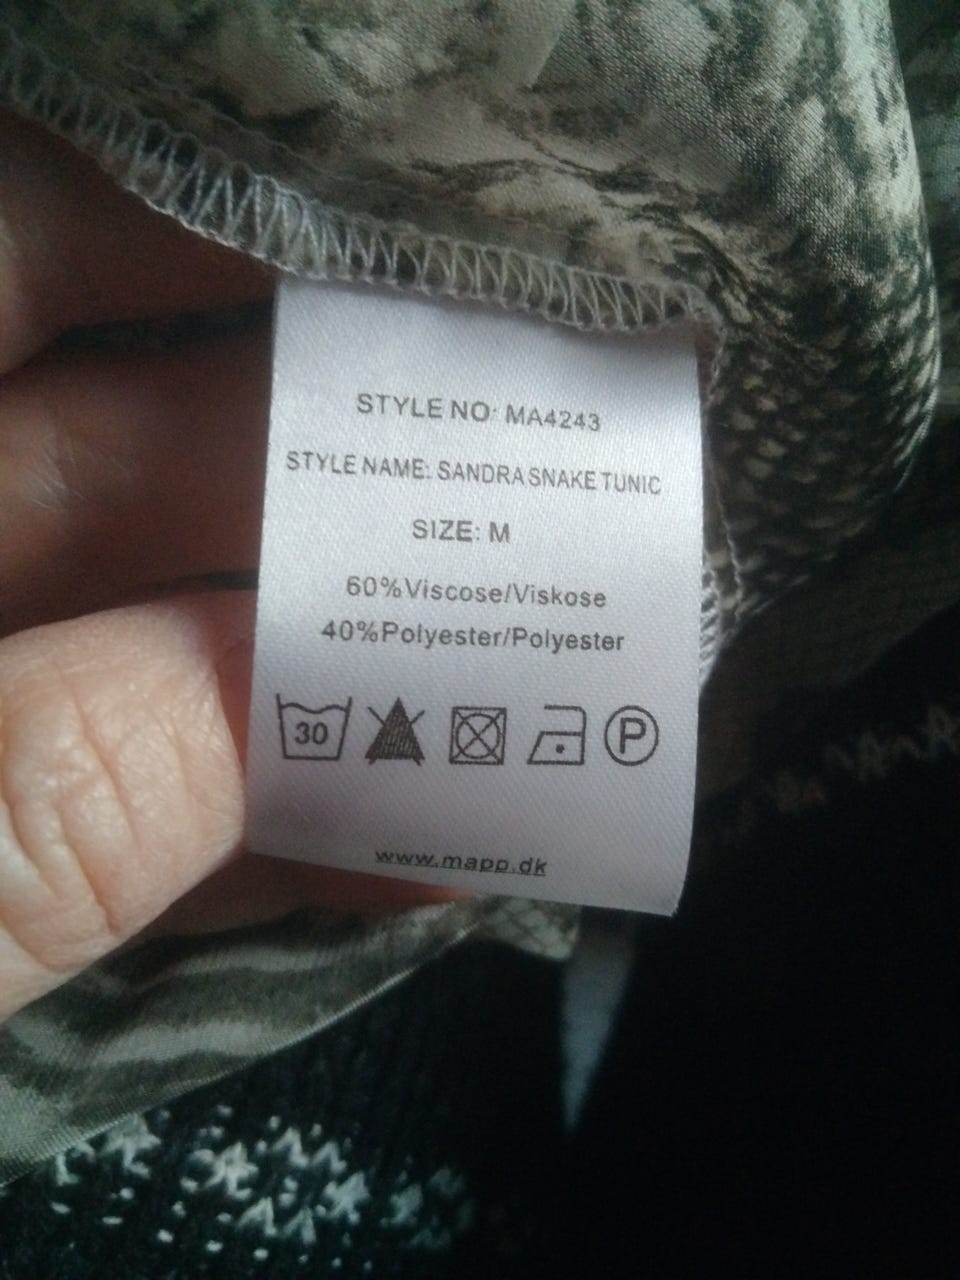 STYLE NO: MA4243
STYLE NAME: SANDRA SNAKE TUNIC
SIZE: M
60%Viscose/Viskose
40%Polyester/Polyester
30 P
www.mapp.dk